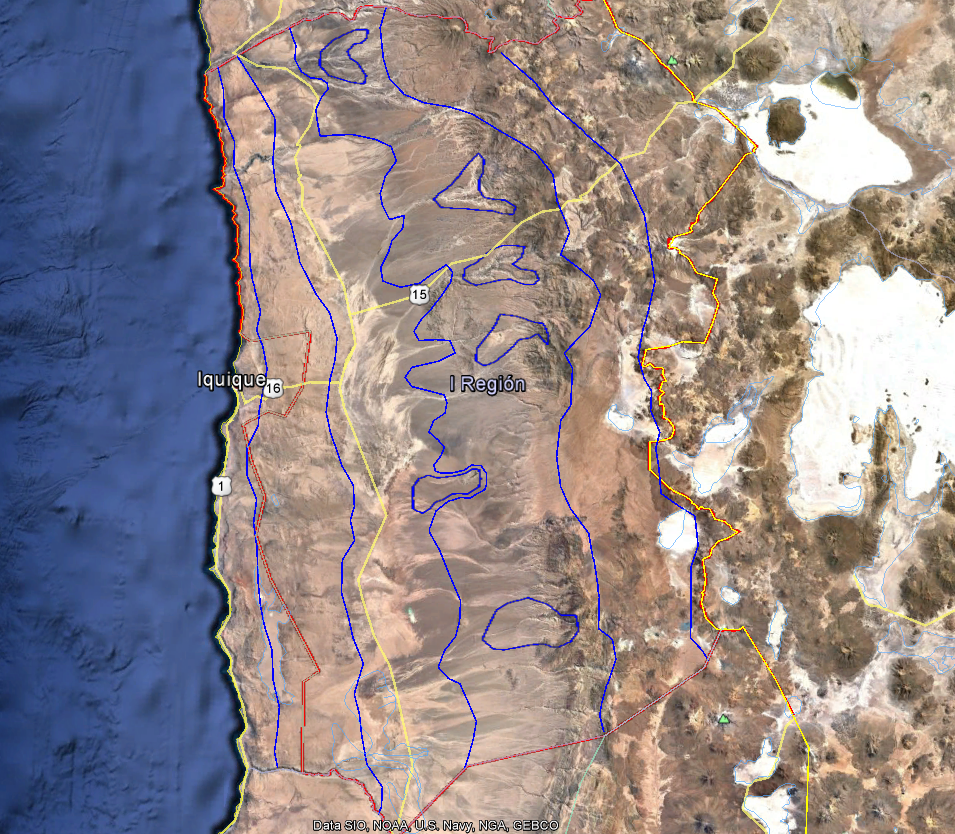 15
Iquique
16
I Región
1
Data SIO, NOAA, U.S. Navy, NGA, GEBCO